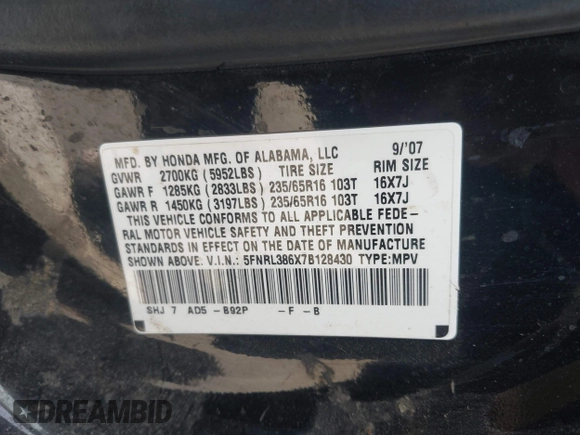 MFD. BY HONDA MFG. OF ALABAMA, LLC 9/'07
GVWR 2700KG (5952LBS) TIRE SIZE RIM SIZE
GAWR F 1285KG (2833LBS) 235/65R16 103T 16X7J
GAWR R 1450KG (3197LBS) 235/65R16 103T 16X7J
THIS VEHICLE CONFORMS TO ALL APPLICABLE FEDE-
RAL MOTOR VEHICLE SAFETY AND THEFT PREVENTION
STANDARDS IN EFFECT ON THE DATE OF MANUFACTURE
SHOWN ABOVE. V.I.N.: 5FNRL386X7B128430 TYPE:MPV
SHJ 7 AD5 -B92P -F -B
DREAMBID